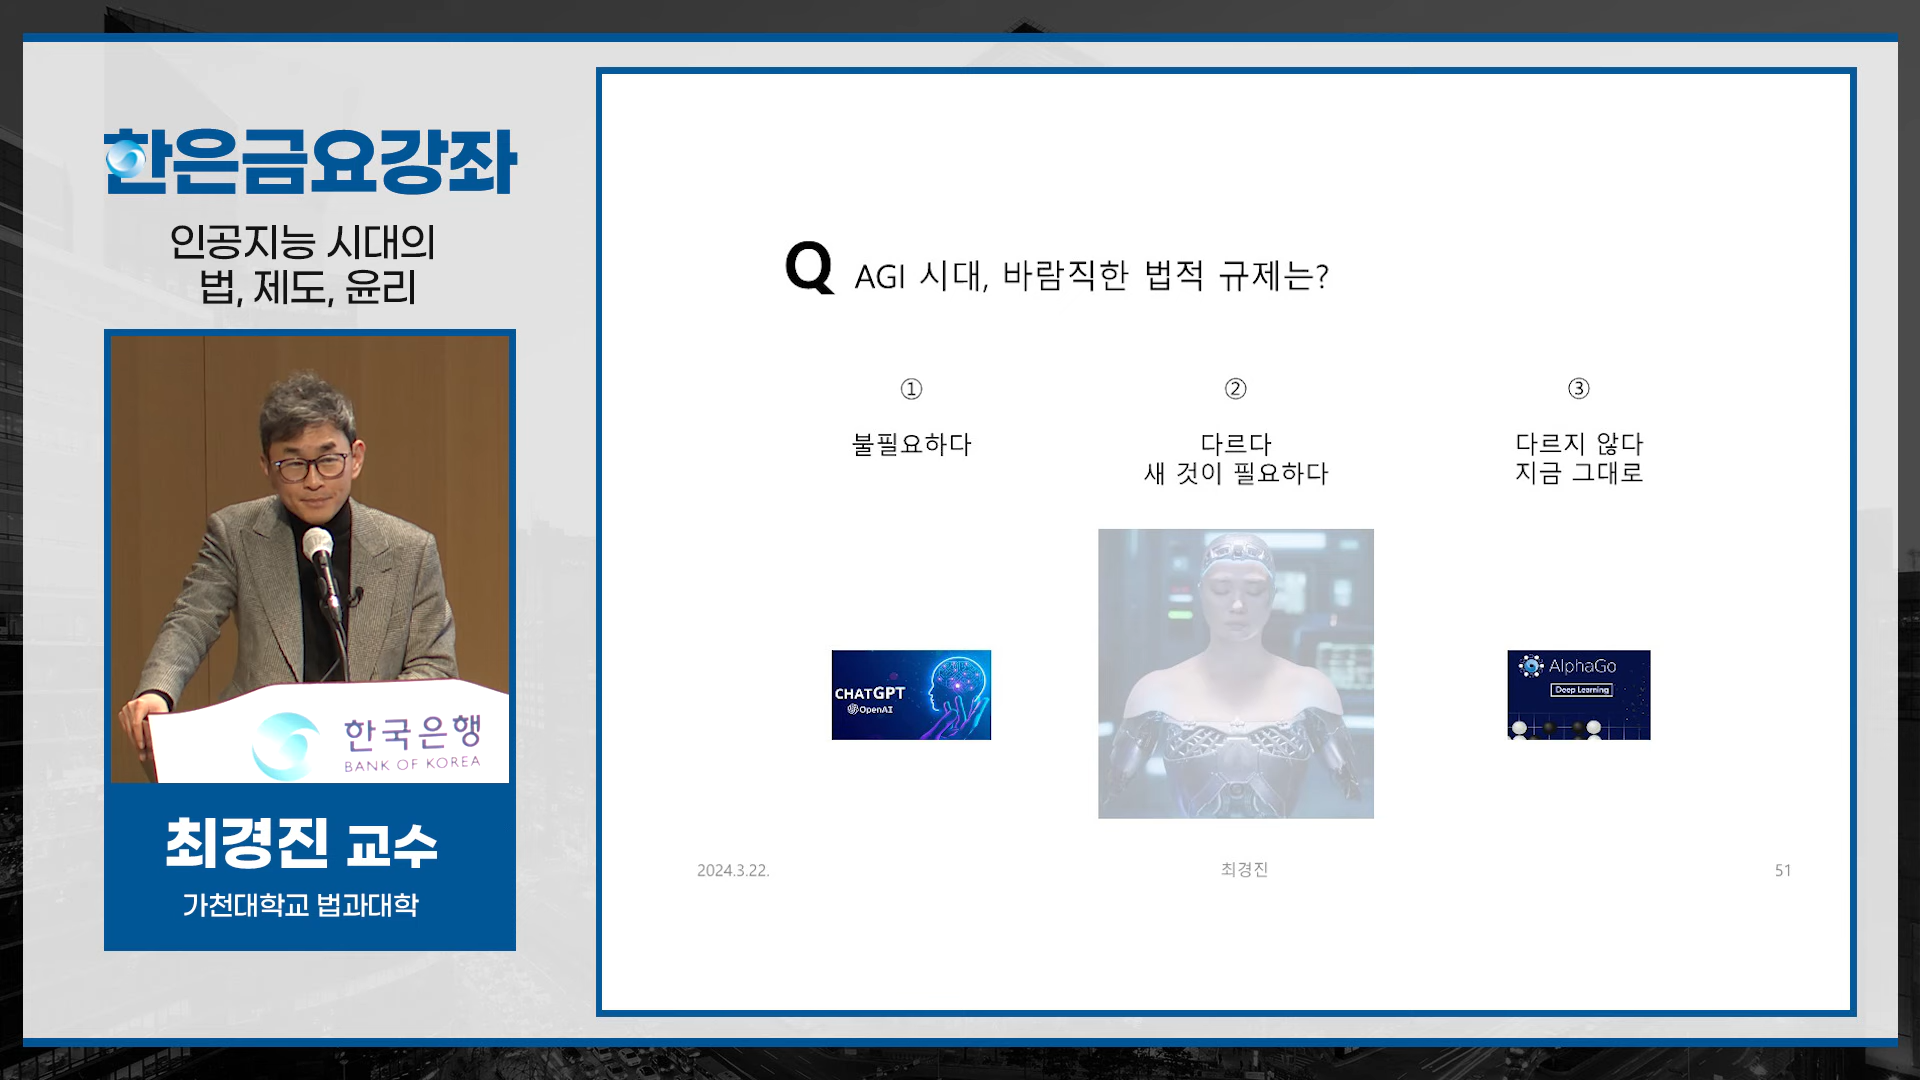 한은금요강좌
인공지능 시대의
법, 제도, 윤리
한국은행
BANK OF KOREA
최경진 교수
가천대학교 법과대학
Q AGI 시대, 바람직한 법적 규제는?
①
불필요하다
②
다르다
새 것이 필요하다
③
다르지 않다
지금 그대로
CHATGPT
OpenAI
AlphaGo
Deep Learning
2024.3.22.
최경진
51